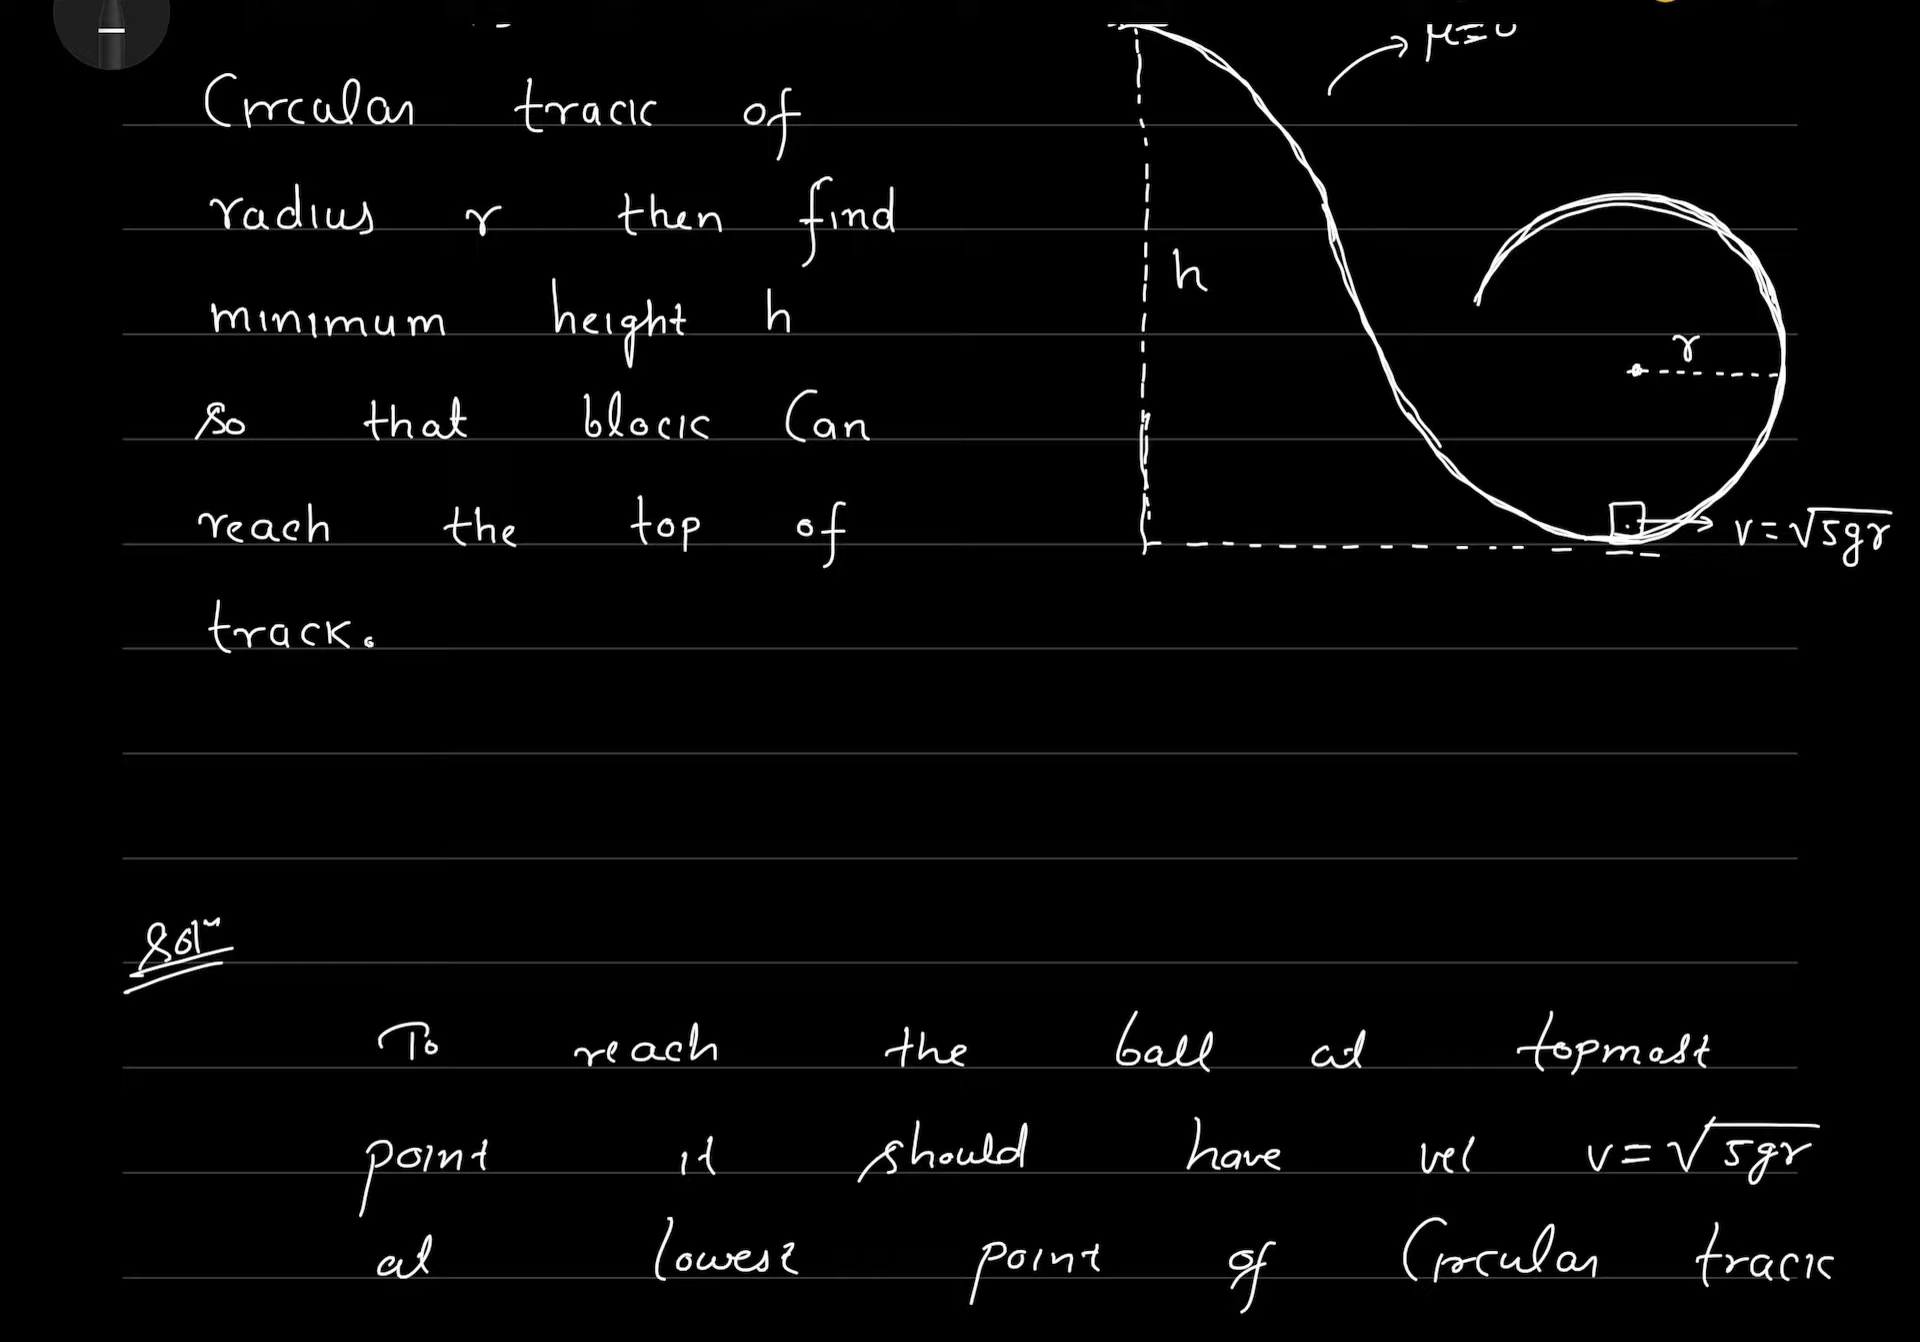 μ=0
Circular track of
radius r then find
h
minimum height h
r
so that block can
reach the top of
v=√5gr
track.
Solⁿ
To reach the ball at topmost
point it should have vel v=√5gr
at lowest point of Circular track